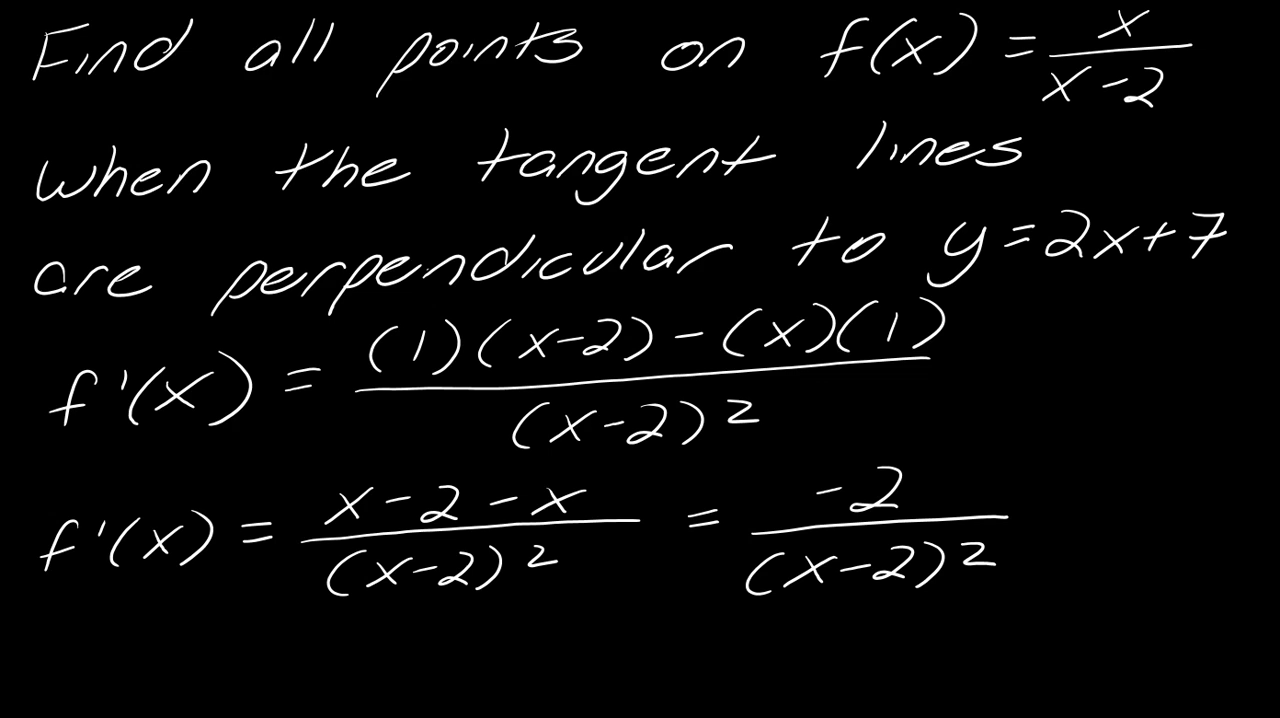 Find all points on f(x) = x/(x-2)
when the tangent lines
are perpendicular to y=2x+7
f'(x) = ((1)(x-2)-(x)(1))/(x-2)²
f'(x) = (x-2-x)/(x-2)² = -2/(x-2)²